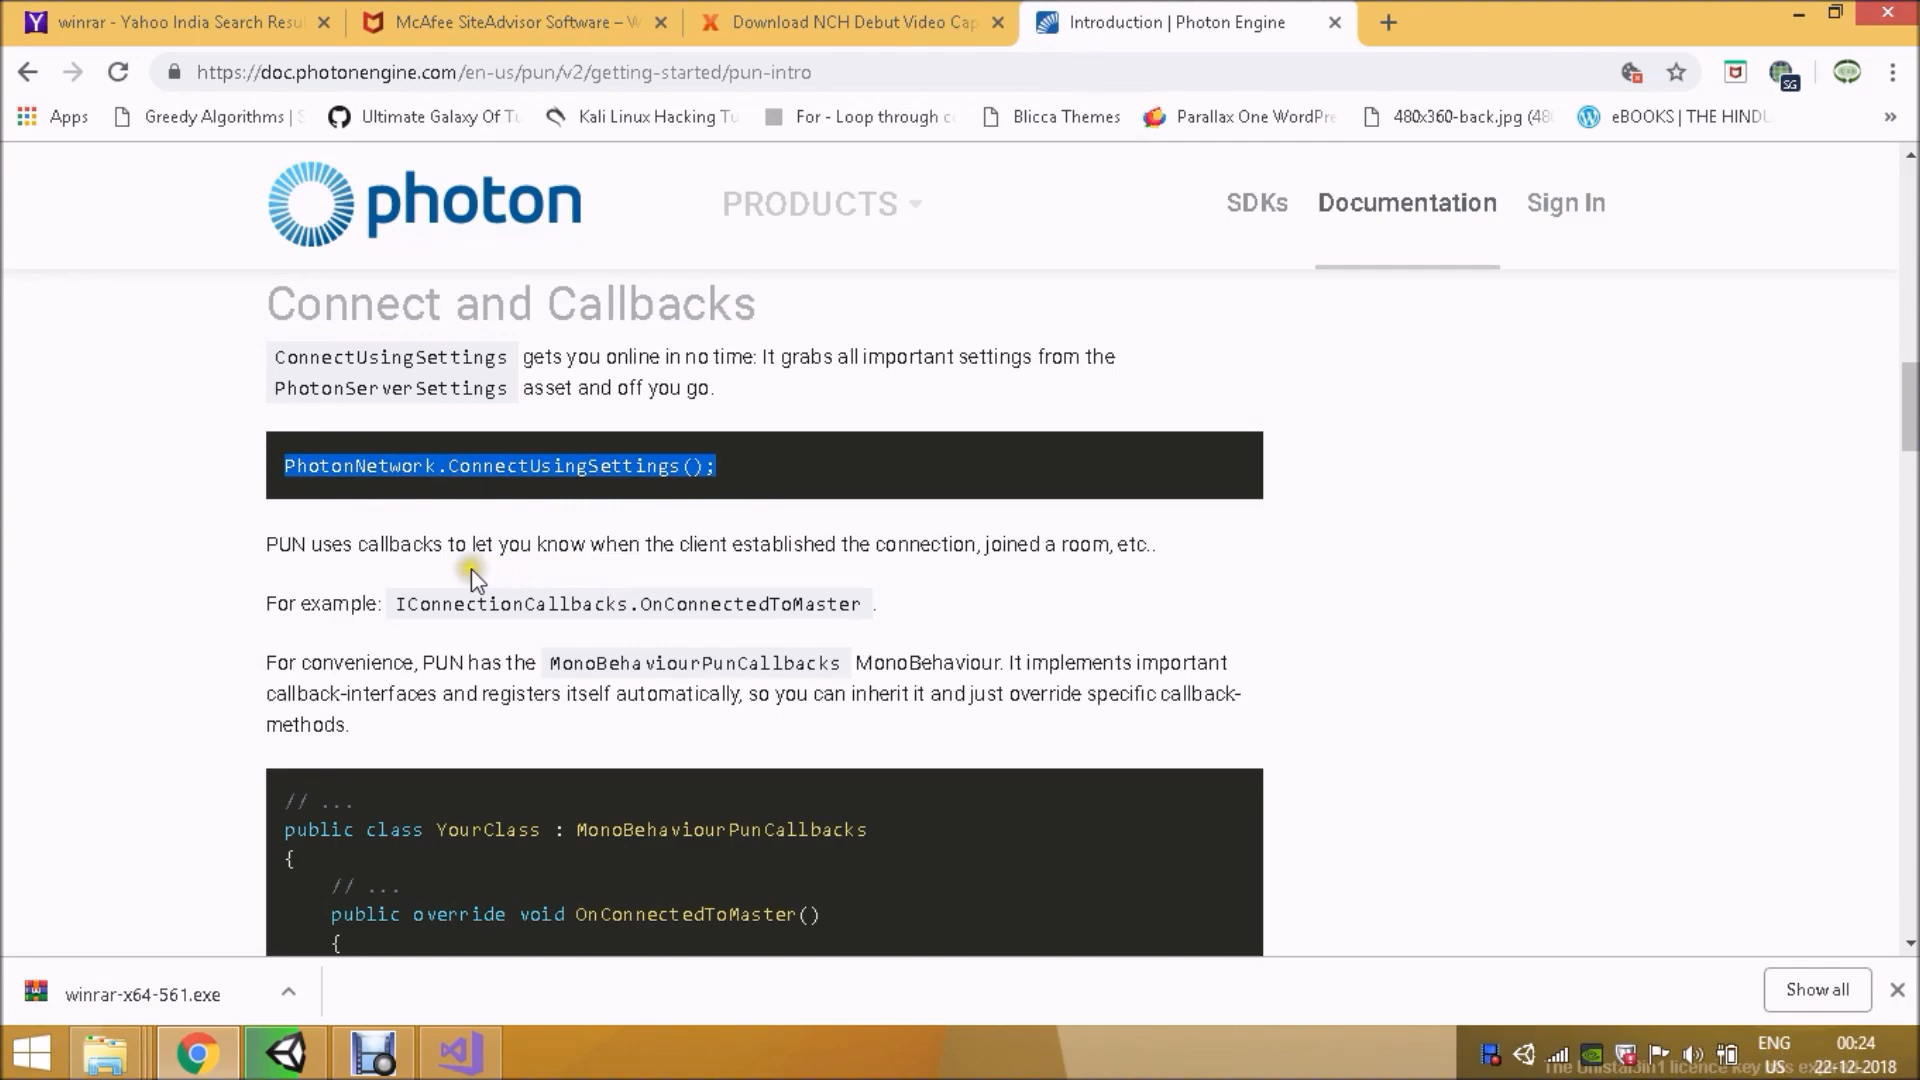 winrar - Yahoo India Search Resu
McAfee SiteAdvisor Software – W
Download NCH Debut Video Cap
Introduction | Photon Engine
https://doc.photonengine.com/en-us/pun/v2/getting-started/pun-intro
SG
Apps
Greedy Algorithms |
Ultimate Galaxy Of Tu
Kali Linux Hacking Tu
For - Loop through c
Blicca Themes
Parallax One WordPre
480x360-back.jpg (48
eBOOKS | THE HINDU
»
photon
PRODUCTS
SDKs
Documentation
Sign In
Connect and Callbacks
ConnectUsingSettings gets you online in no time: It grabs all important settings from the
PhotonServerSettings asset and off you go.
PhotonNetwork.ConnectUsingSettings();
PUN uses callbacks to let you know when the client established the connection, joined a room, etc..
For example: IConnectionCallbacks.OnConnectedToMaster .
For convenience, PUN has the MonoBehaviourPunCallbacks MonoBehaviour. It implements important
callback-interfaces and registers itself automatically, so you can inherit it and just override specific callback-
methods.
// ...
public class YourClass : MonoBehaviourPunCallbacks
{
// ...
public override void OnConnectedToMaster()
{
winrar-x64-561.exe
Show all
ENG
US
00:24
22-12-2018
licence key